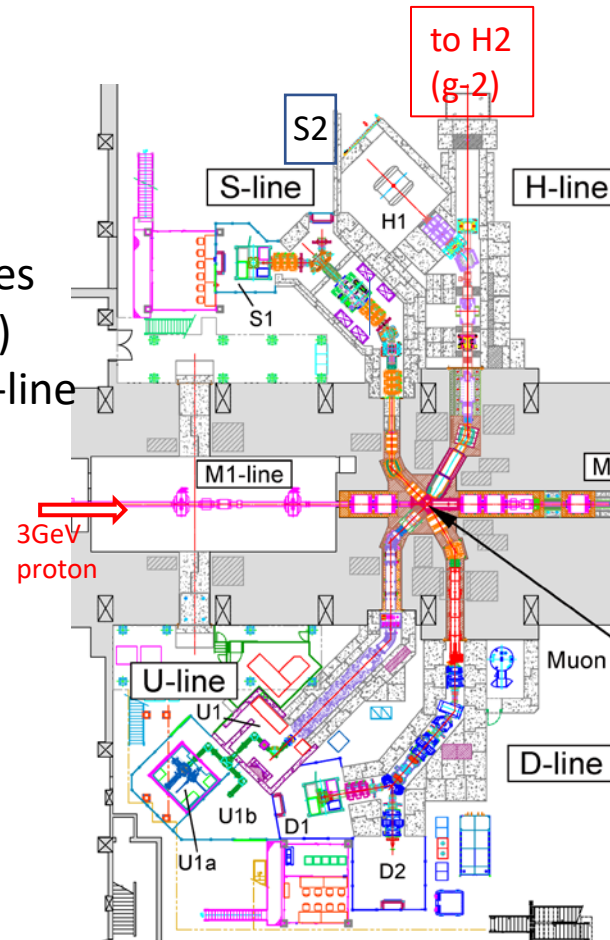 to H2
(g-2)
S2
S-line
H-line
H1
es
)
S1
-line
M1-line
M
3GeV
proton
Muon
U-line
U1
D-line
U1b
D1
U1a
D2